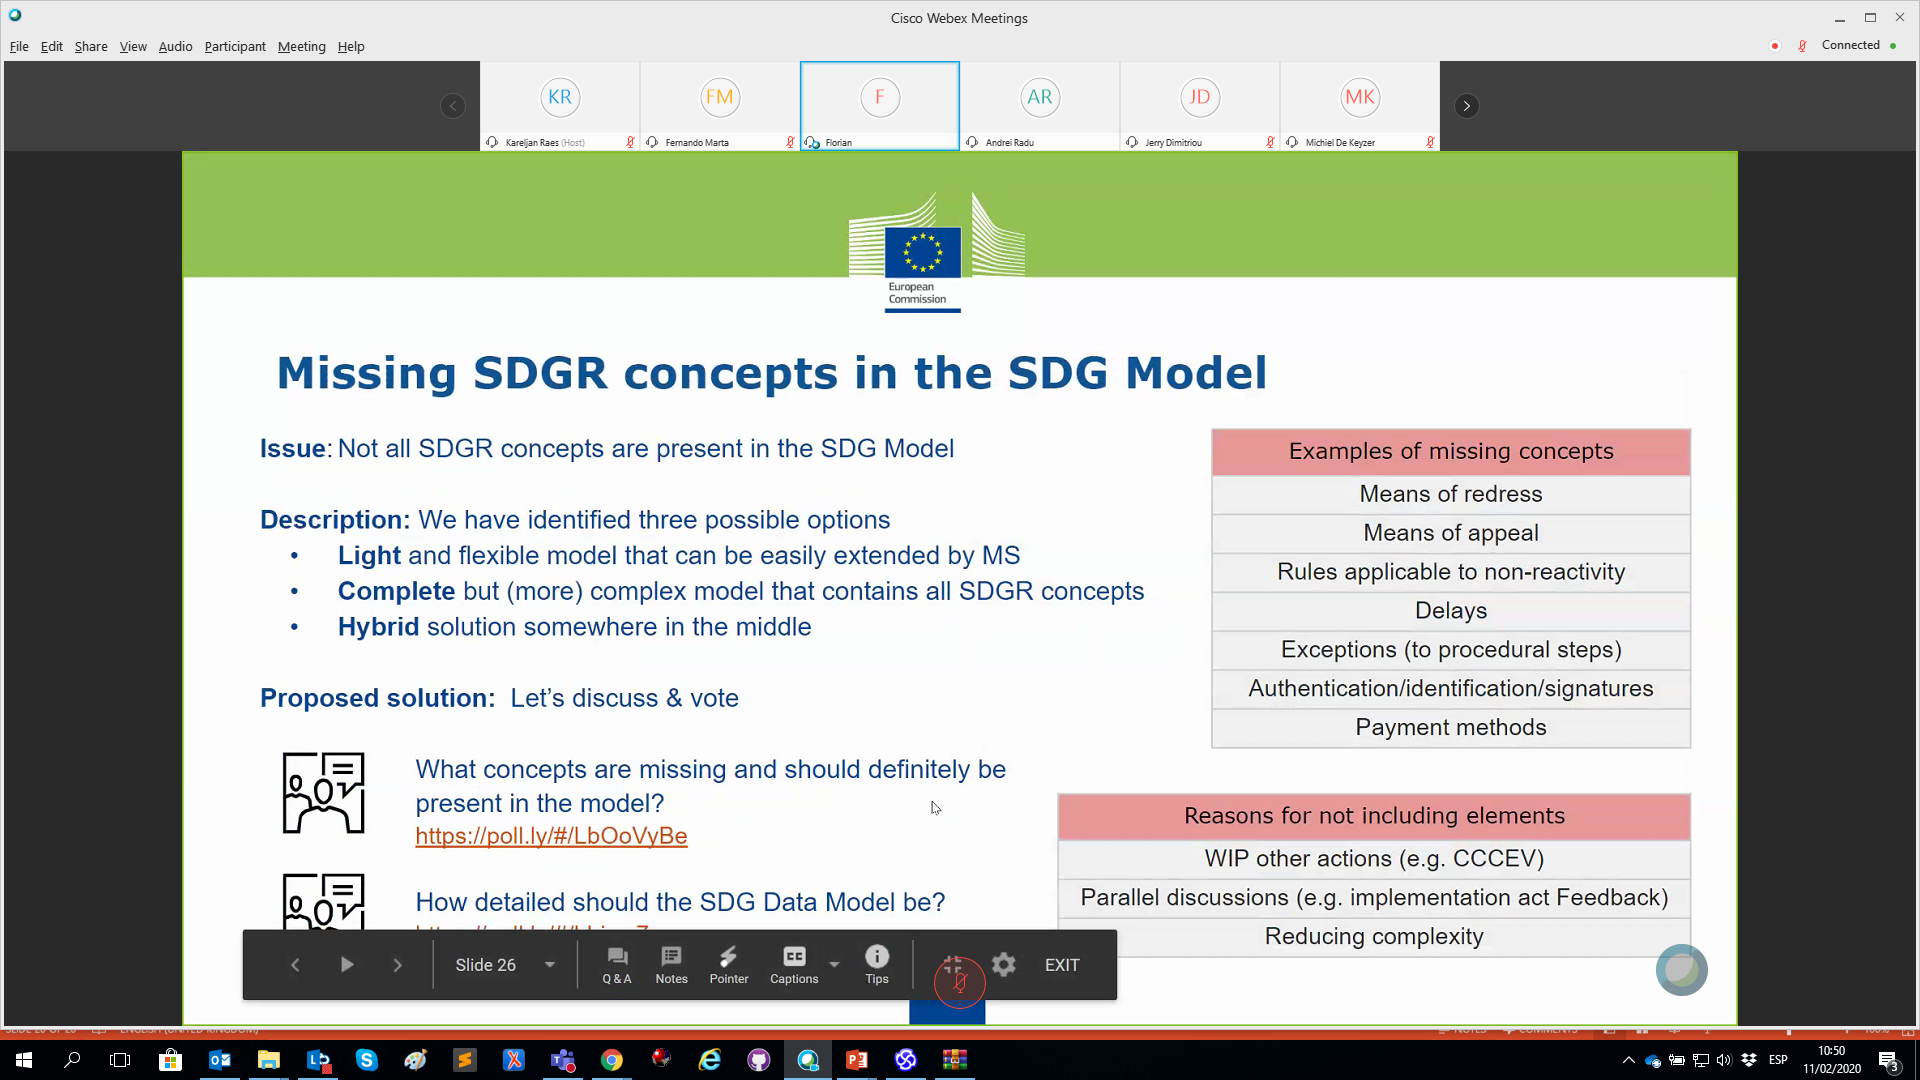 Cisco Webex Meetings
File Edit Share View Audio Participant Meeting Help
Connected
KR
FM
F
AR
JD
MK
Kareljan Raes (Host)
Fernando Marta
Florian
Andrei Radu
Jerry Dimitriou
Michiel De Keyzer
European
Commission
Missing SDGR concepts in the SDG Model
Issue: Not all SDGR concepts are present in the SDG Model
Description: We have identified three possible options
• Light and flexible model that can be easily extended by MS
• Complete but (more) complex model that contains all SDGR concepts
• Hybrid solution somewhere in the middle
Proposed solution: Let's discuss & vote
What concepts are missing and should definitely be
present in the model?
https://poll.ly/#/LbOoVyBe
How detailed should the SDG Data Model be?
Examples of missing concepts
Means of redress
Means of appeal
Rules applicable to non-reactivity
Delays
Exceptions (to procedural steps)
Authentication/identification/signatures
Payment methods
Reasons for not including elements
WIP other actions (e.g. CCCEV)
Parallel discussions (e.g. implementation act Feedback)
Reducing complexity
Slide 26
Q & A
Notes
Pointer
Captions
Tips
EXIT
ESP
10:50
11/02/2020
3